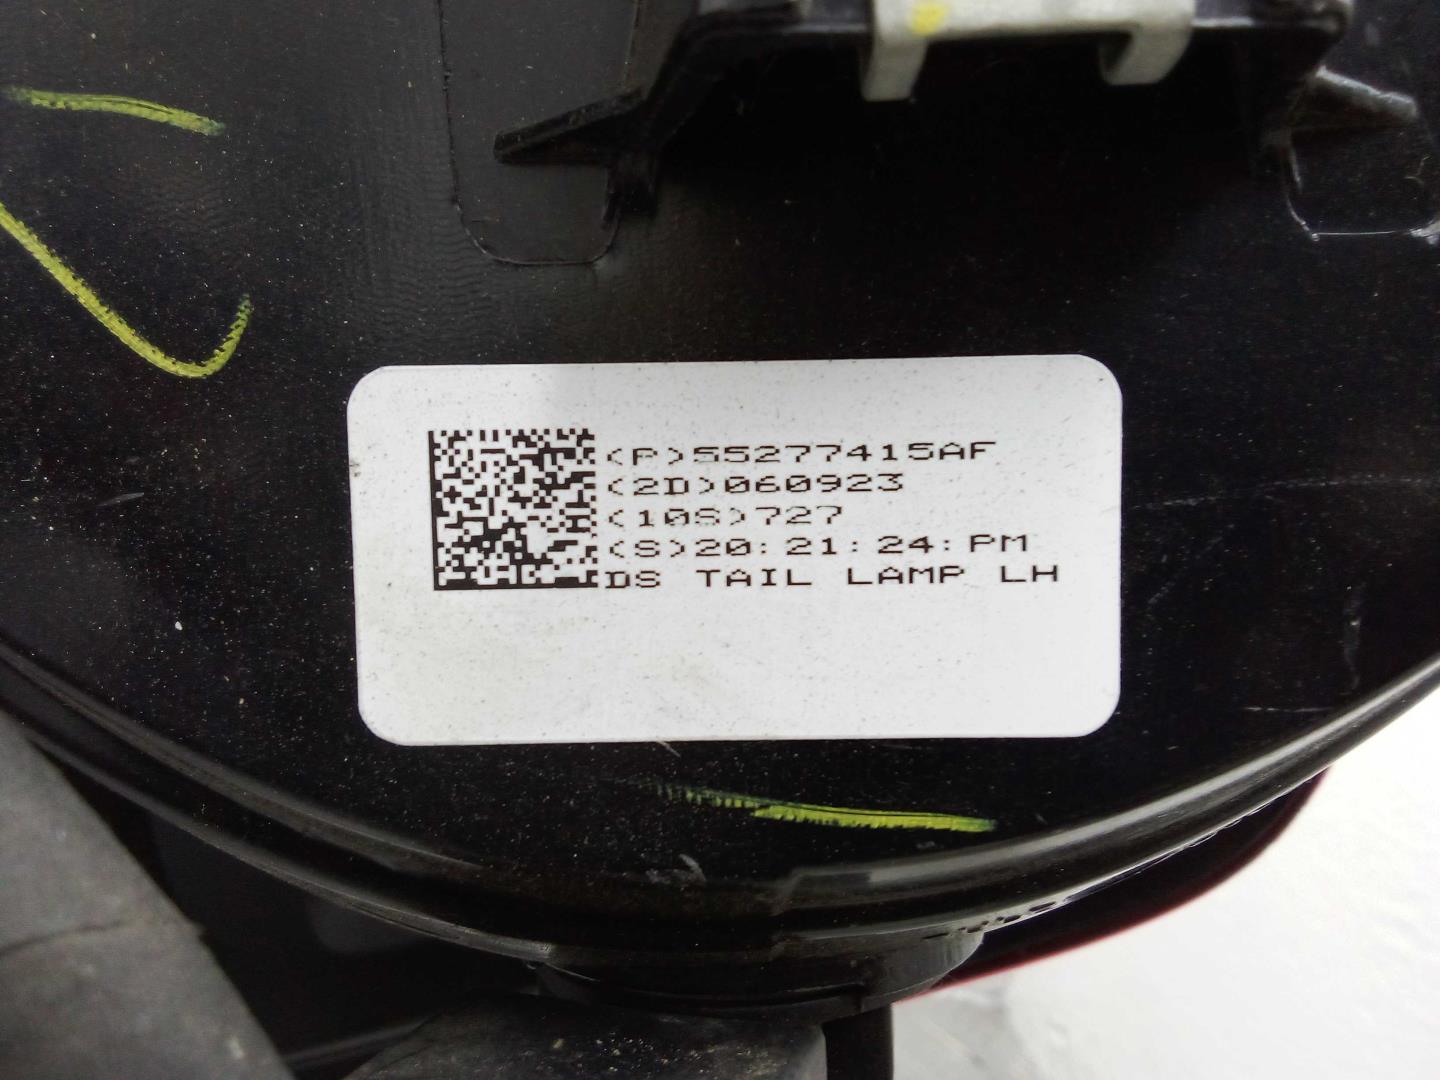 (P)55277415AF
(2D)060923
(10S)727
(S)20:21:24:PM
DS TAIL LAMP LH